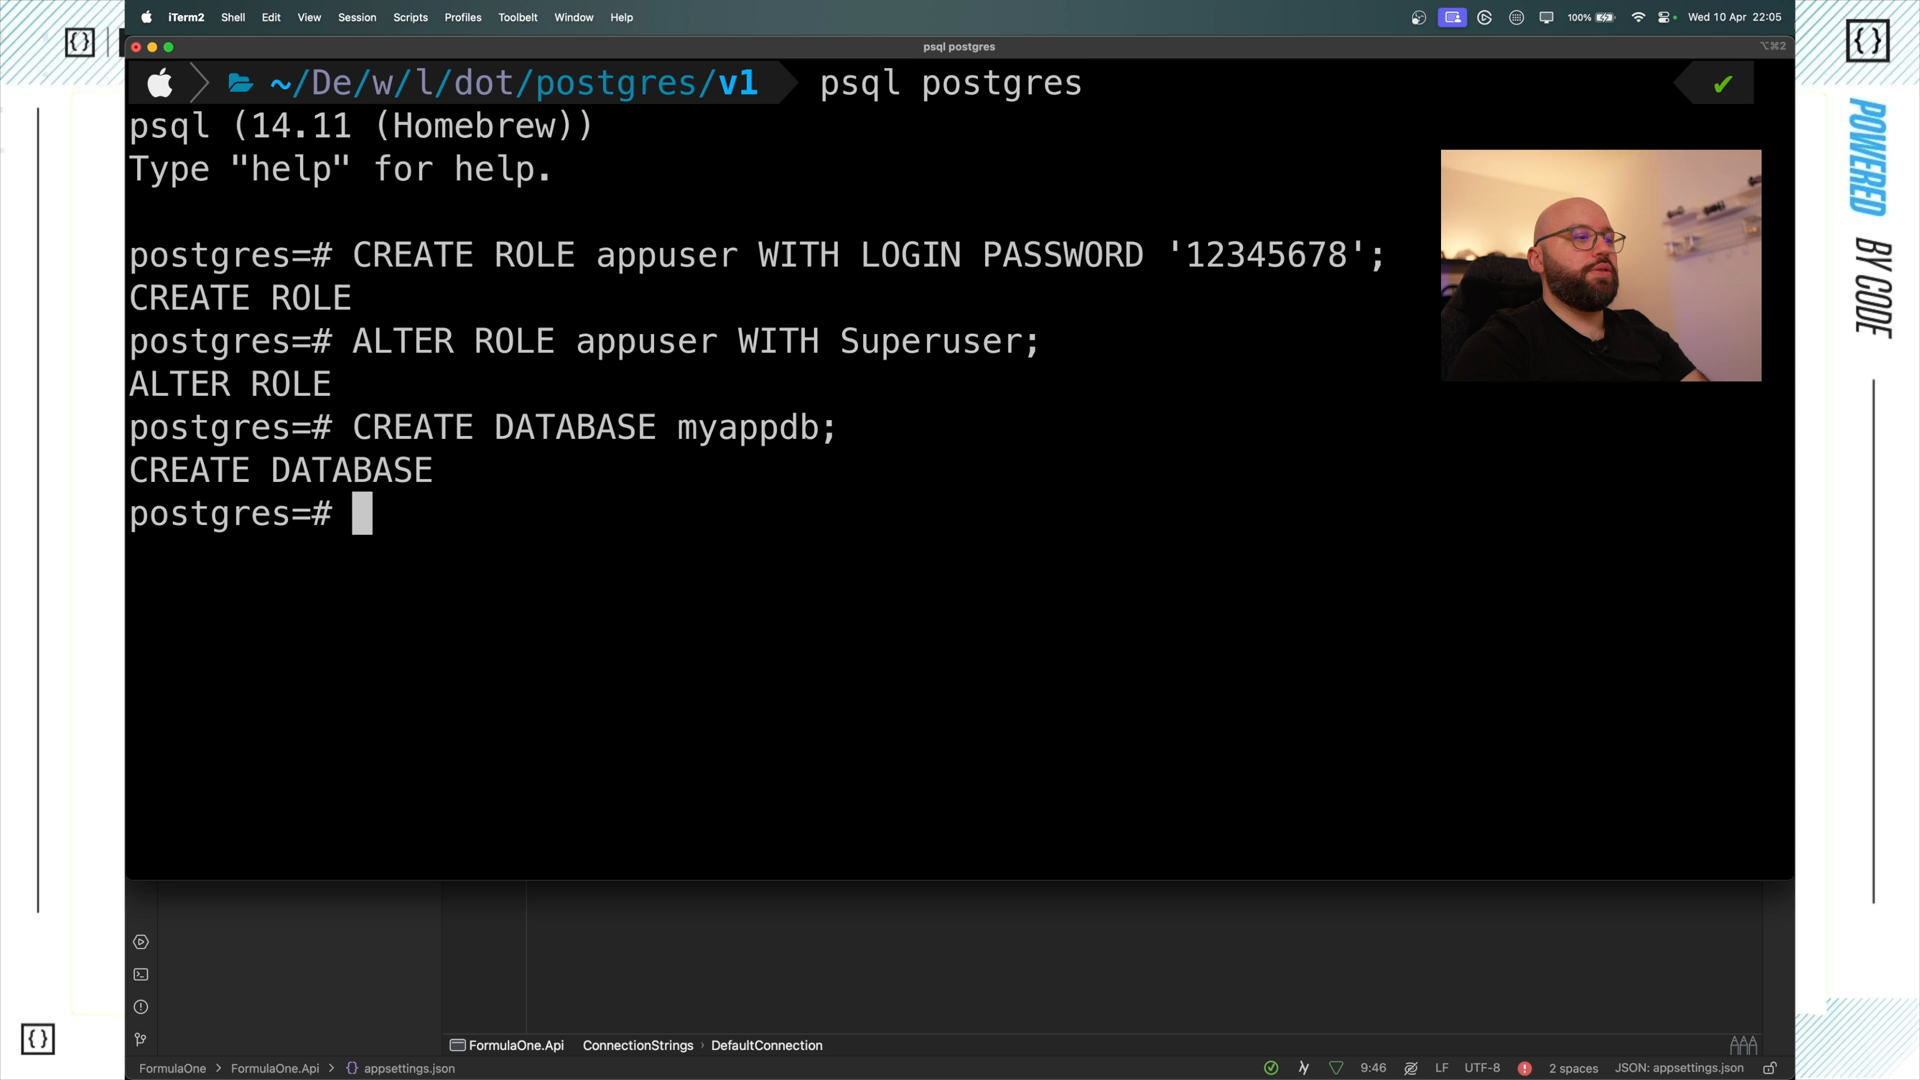 iTerm2 Shell Edit View Session Scripts Profiles Toolbelt Window Help 100% Wed 10 Apr 22:05
psql postgres ⌥⌘2
~/De/w/l/dot/postgres/v1 psql postgres ✔
psql (14.11 (Homebrew))
Type "help" for help.
postgres=# CREATE ROLE appuser WITH LOGIN PASSWORD '12345678';
CREATE ROLE
postgres=# ALTER ROLE appuser WITH Superuser;
ALTER ROLE
postgres=# CREATE DATABASE myappdb;
CREATE DATABASE
postgres=#
POWERED BY CODE
FormulaOne.Api ConnectionStrings › DefaultConnection
FormulaOne > FormulaOne.Api > {} appsettings.json 9:46 LF UTF-8 2 spaces JSON: appsettings.json